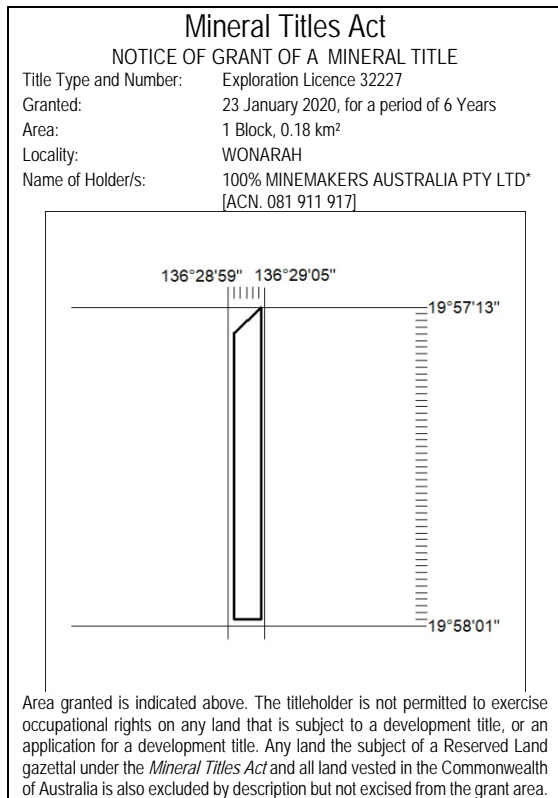 Mineral Titles Act
NOTICE OF GRANT OF A MINERAL TITLE
Title Type and Number: Exploration Licence 32227
Granted: 23 January 2020, for a period of 6 Years
Area: 1 Block, 0.18 km²
Locality: WONARAH
Name of Holder/s: 100% MINEMAKERS AUSTRALIA PTY LTD*
[ACN. 081 911 917]
136°28'59" 136°29'05"
19°57'13"
19°58'01"
Area granted is indicated above. The titleholder is not permitted to exercise
occupational rights on any land that is subject to a development title, or an
application for a development title. Any land the subject of a Reserved Land
gazettal under the Mineral Titles Act and all land vested in the Commonwealth
of Australia is also excluded by description but not excised from the grant area.